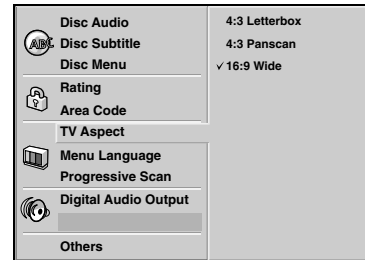 Disc Audio
ABC Disc Subtitle
Disc Menu
Rating
Area Code
TV Aspect
Menu Language
Progressive Scan
Digital Audio Output
Others
4:3 Letterbox
4:3 Panscan
✓ 16:9 Wide